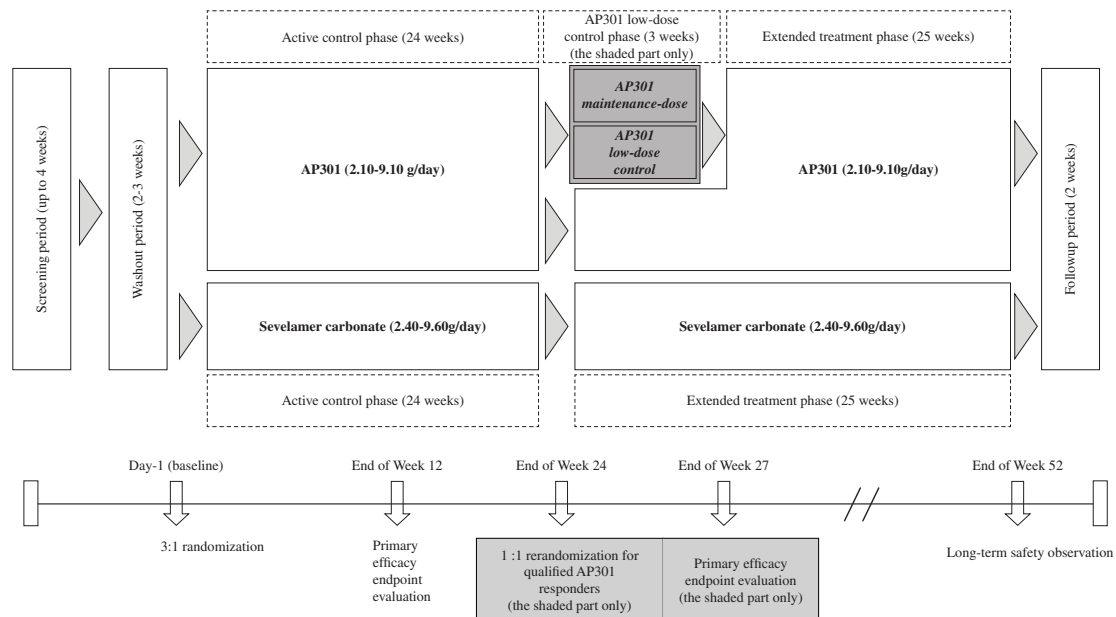 Active control phase (24 weeks)
AP301 low-dose
control phase (3 weeks)
(the shaded part only)
Extended treatment phase (25 weeks)
Screening period (up to 4 weeks)
Washout period (2-3 weeks)
AP301 (2.10-9.10 g/day)
AP301
maintenance-dose
AP301
low-dose
control
AP301 (2.10-9.10g/day)
Followup period (2 weeks)
Sevelamer carbonate (2.40-9.60g/day)
Sevelamer carbonate (2.40-9.60g/day)
Active control phase (24 weeks)
Extended treatment phase (25 weeks)
Day-1 (baseline)
End of Week 12
End of Week 24
End of Week 27
End of Week 52
3:1 randomization
Primary
efficacy
endpoint
evaluation
1 :1 rerandomization for
qualified AP301
responders
(the shaded part only)
Primary efficacy
endpoint evaluation
(the shaded part only)
Long-term safety observation